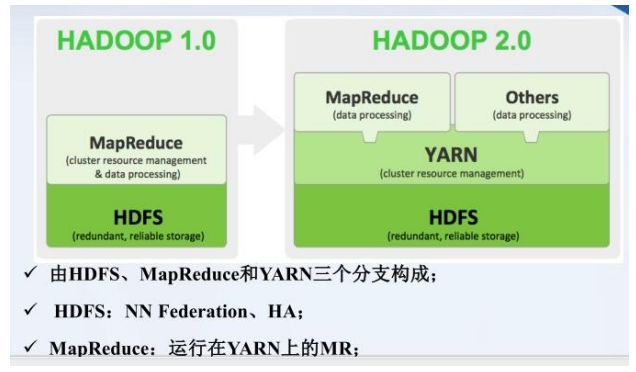 HADOOP 1.0
HADOOP 2.0
MapReduce
(cluster resource management
& data processing)
HDFS
(redundant, reliable storage)
MapReduce
(data processing)
Others
(data processing)
YARN
(cluster resource management)
HDFS
(redundant, reliable storage)
✓ 由HDFS、MapReduce和YARN三个分支构成;
✓ HDFS: NN Federation、HA;
✓ MapReduce: 运行在YARN上的MR;